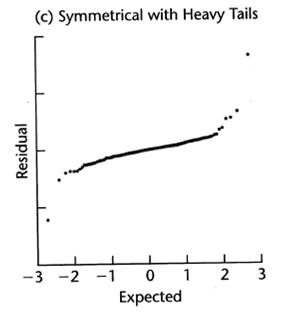 (c) Symmetrical with Heavy Tails
Residual
−3 −2 −1 0 1 2 3
Expected